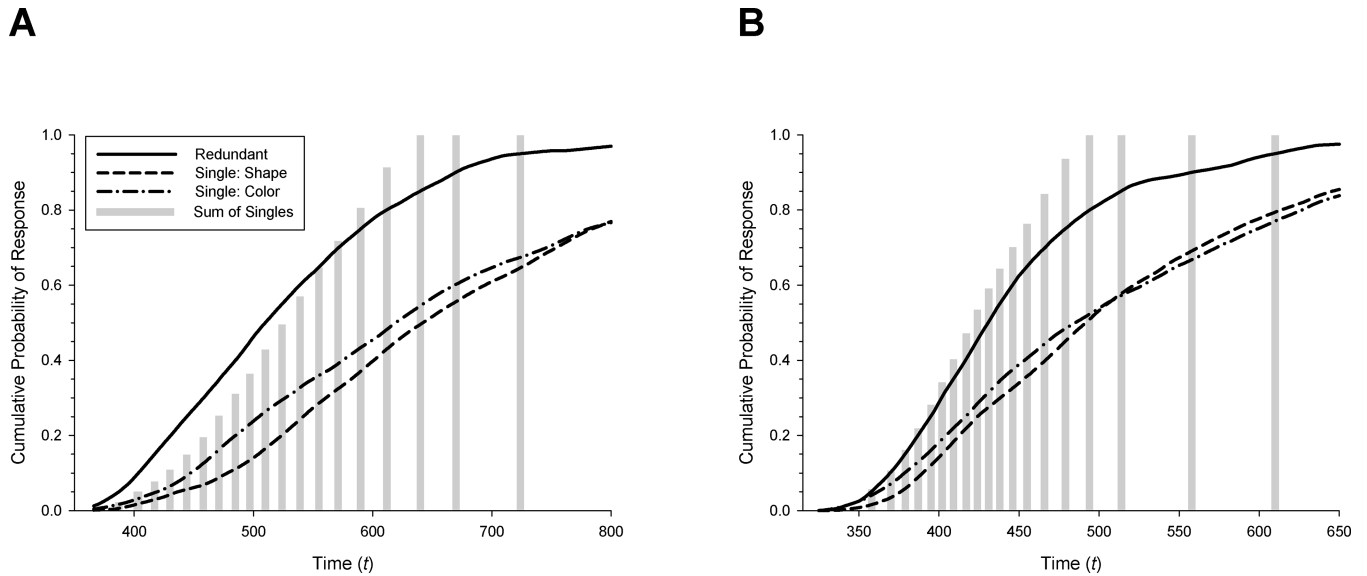 A
Cumulative Probability of Response
1.0
0.8
0.6
0.4
0.2
0.0
Redundant
Single: Shape
Single: Color
Sum of Singles
400
500
600
700
800
Time (t)
B
Cumulative Probability of Response
1.0
0.8
0.6
0.4
0.2
0.0
350
400
450
500
550
600
650
Time (t)